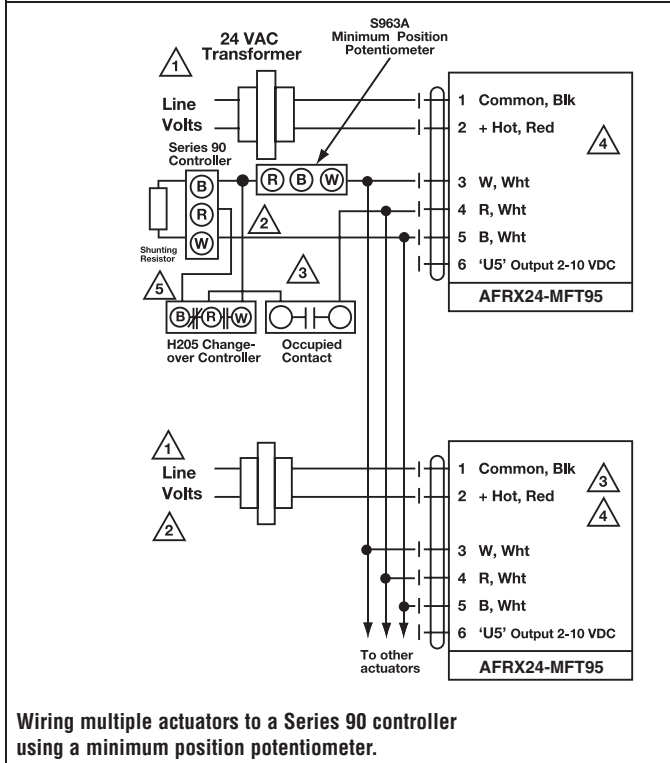 S963A
Minimum Position
Potentiometer
24 VAC
Transformer
1
Line
Volts
1 Common, Blk
2 + Hot, Red
4
Series 90
Controller
B
R
W
R B W
3 W, Wht
4 R, Wht
5 B, Wht
6 'U5' Output 2-10 VDC
AFRX24-MFT95
2
Shunting
Resistor
3
5
B R W
H205 Change-
over Controller
Occupied
Contact
1
Line
Volts
2
1 Common, Blk
2 + Hot, Red
3
4
3 W, Wht
4 R, Wht
5 B, Wht
6 'U5' Output 2-10 VDC
AFRX24-MFT95
To other
actuators
Wiring multiple actuators to a Series 90 controller
using a minimum position potentiometer.